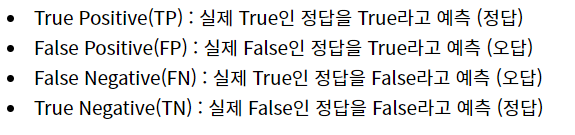 • True Positive(TP) : 실제 True인 정답을 True라고 예측 (정답)
• False Positive(FP) : 실제 False인 정답을 True라고 예측 (오답)
• False Negative(FN) : 실제 True인 정답을 False라고 예측 (오답)
• True Negative(TN) : 실제 False인 정답을 False라고 예측 (정답)